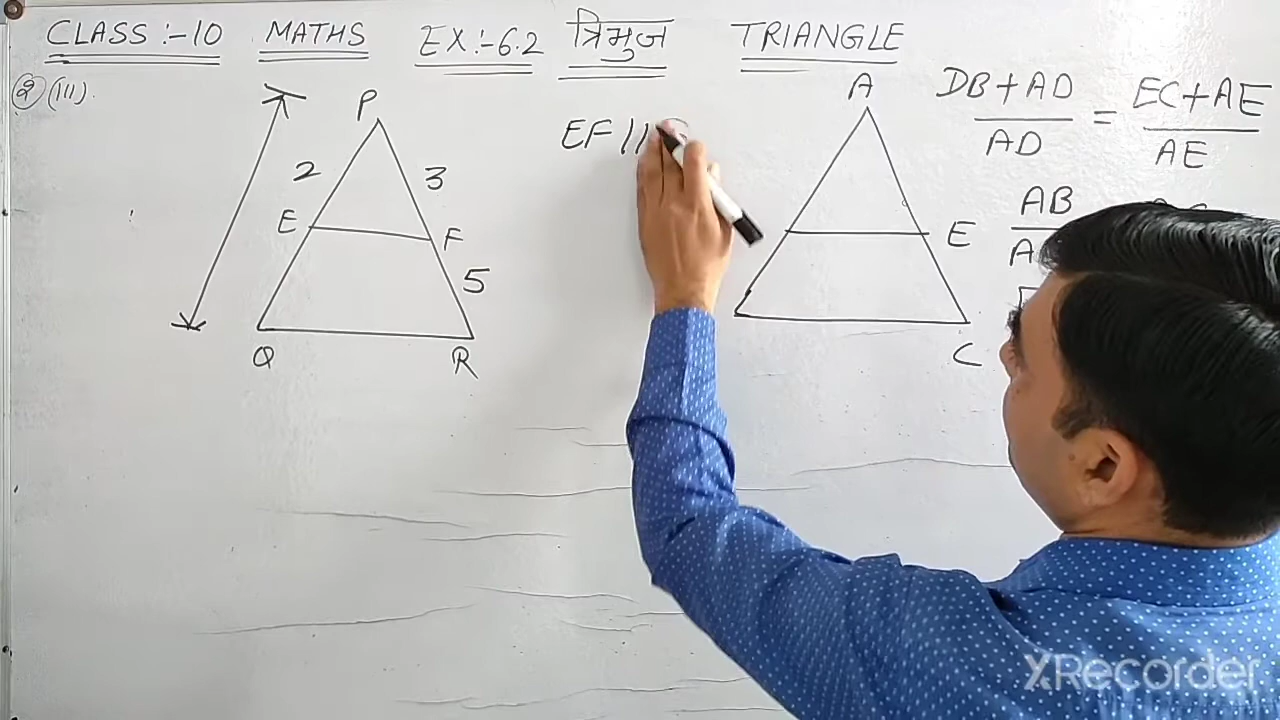 CLASS :-10 MATHS EX :-6.2 त्रिभुज TRIANGLE
2 (III).
P
2
3
E
F
5
Q
R
EF ||
A
E
C
DB+AD / AD = EC+AE / AE
AB